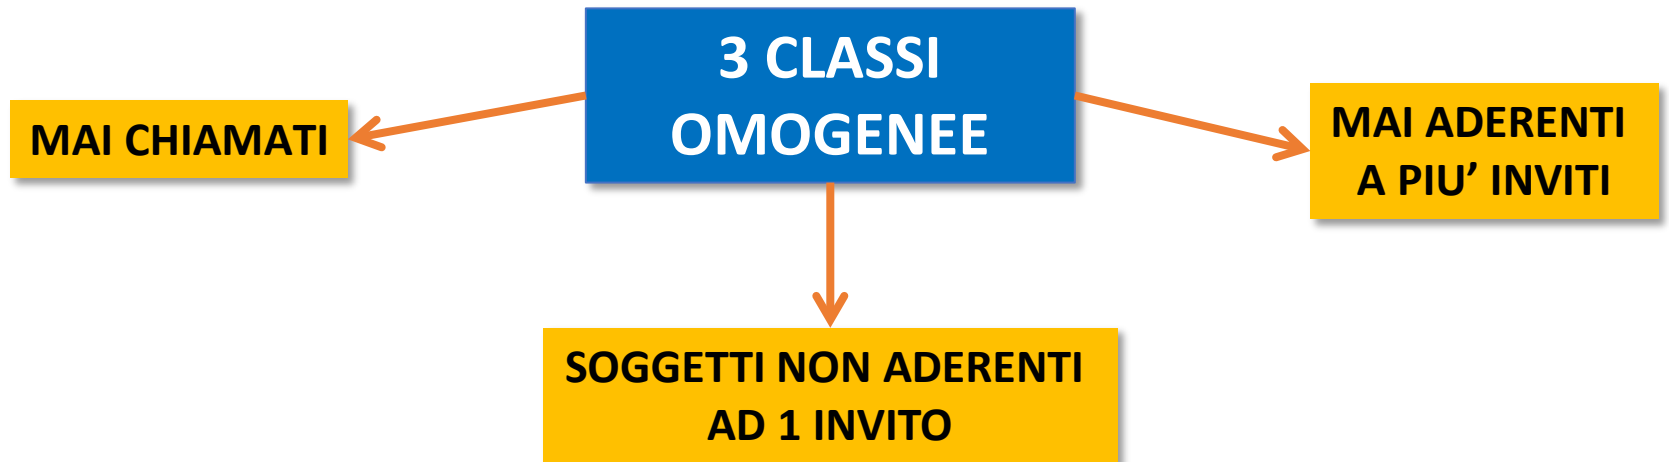 3 CLASSI
OMOGENEE
MAI CHIAMATI
MAI ADERENTI
A PIU’ INVITI
SOGGETTI NON ADERENTI
AD 1 INVITO